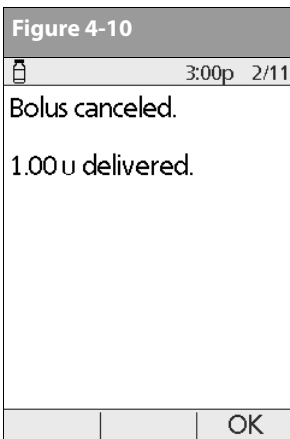 Figure 4-10
3:00p 2/11
Bolus canceled.
1.00 u delivered.
OK